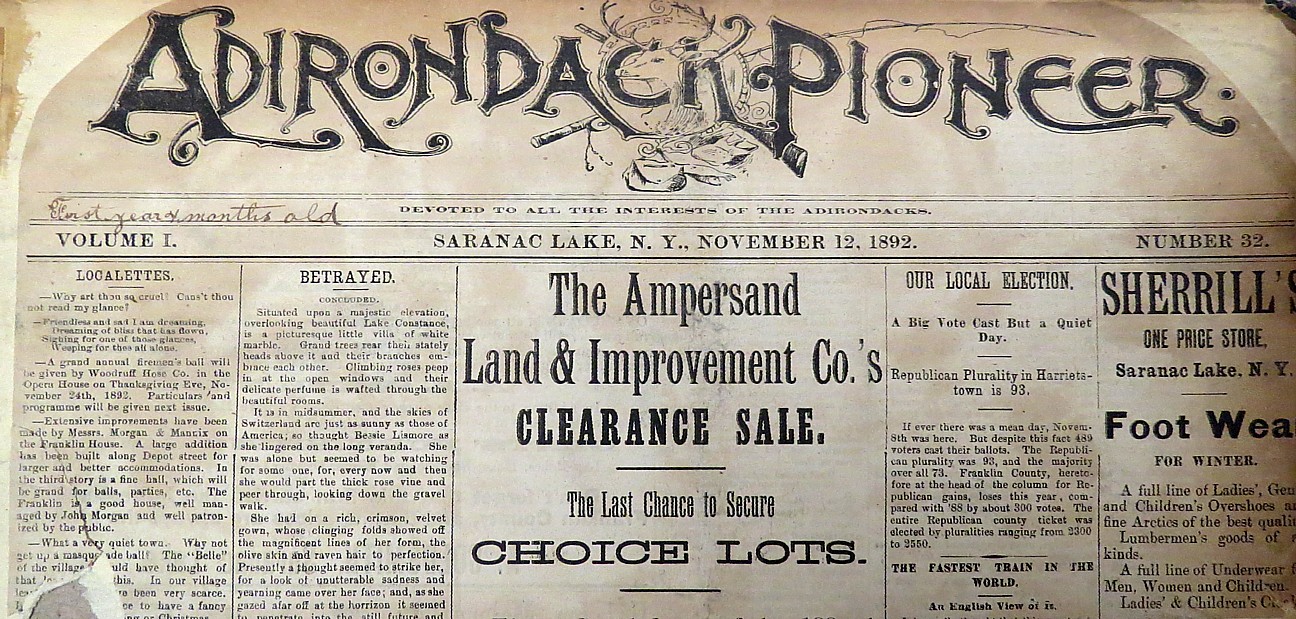 ADIRONDACK PIONEER.
First year & months old
DEVOTED TO ALL THE INTERESTS OF THE ADIRONDACKS.
VOLUME I.
SARANAC LAKE, N. Y., NOVEMBER 12, 1892.
NUMBER 32.
LOCALETTES.
—Why art thou so cruel? Cans't thou
not read my glance?
—Friendless and sad I am dreaming,
Dreaming of bliss that has flown,
Sighing for one of those glances,
Weeping for thee all alone.
—A grand annual firemen's ball will
be given by Woodruff Hose Co. in the
Opera House on Thanksgiving Eve, No-
vember 24th, 1892. Particulars and
programme will be given next issue.
—Extensive improvements have been
made by Messrs. Morgan & Manzix on
the Franklin House. A large addition
has been built along Depot street for
larger and better accommodations. In
the third story is a fine hall, which will
be grand for balls, parties, etc. The
Franklin is a good house, well man-
aged by John Morgan and well patron-
ized by the public.
—What a very quiet town. Why not
get up a masque ade ball? The "Belle"
of the village uld have thought of
that this. In our village
ve been very scarce.
ce to have a fancy
ng or Christmas.
BETRAYED.
CONCLUDED.
Situated upon a majestic elevation,
overlooking beautiful Lake Constance,
is a picturesque little villa of white
marble. Grand trees rear their stately
heads above it and their branches em-
brace each other. Climbing roses peep
in at the open windows and their
delicate perfume is wafted through the
beautiful rooms.
It is in midsummer, and the skies of
Switzerland are just as sunny as those of
America; so thought Bessie Lismore as
she lingered on the long veranda. She
was alone but seemed to be watching
for some one, for, every now and then
she would part the thick rose vine and
peer through, looking down the gravel
walk.
She had on a rich, crimson, velvet
gown, whose clinging folds showed off
the magnificent lines of her form, the
olive skin and raven hair to perfection.
Presently a thought seemed to strike her,
for a look of unutterable sadness and
yearning came over her face; and, as she
gazed afar off at the horrizon it seemed
to penetrate into the still future and
The Ampersand
Land & Improvement Co.'s
CLEARANCE SALE.
The Last Chance to Secure
CHOICE LOTS.
OUR LOCAL ELECTION.
A Big Vote Cast But a Quiet
Day.
Republican Plurality in Harriets-
town is 93.
If ever there was a mean day, Novem-
8th was here. But despite this fact 489
voters cast their ballots. The Republi-
can plurality was 93, and the majority
over all 73. Franklin County, hereto-
fore at the head of the column for Re-
publican gains, loses this year, com-
pared with '88 by about 300 votes. The
entire Republican county ticket was
elected by pluralities ranging from 2300
to 2550.
THE FASTEST TRAIN IN THE
WORLD.
An English View of it.
SHERRILL'S
ONE PRICE STORE,
Saranac Lake, N. Y.
Foot Wea
FOR WINTER.
A full line of Ladies', Gen
and Children's Overshoes a
fine Arctics of the best quali
Lumbermen's goods of
kinds.
A full line of Underwear f
Men, Women and Children.
Ladies' & Children's